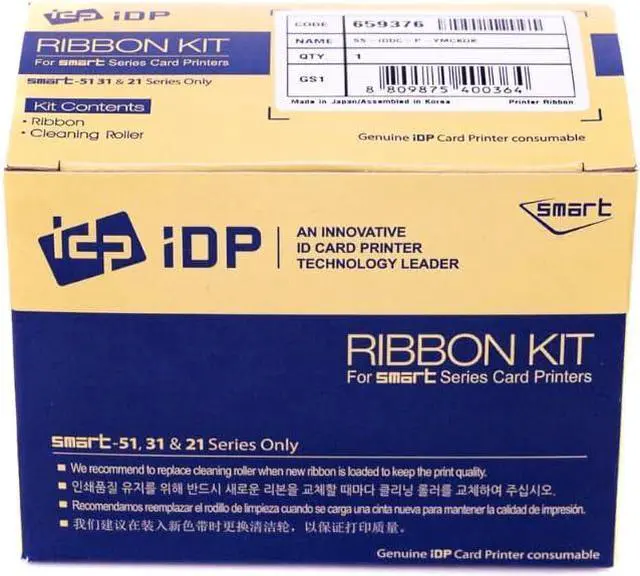 idp iDP
RIBBON KIT
For smart Series Card Printers
smart-51 31 & 21 Series Only
Kit Contents
• Ribbon
• Cleaning Roller
CODE 659376
NAME SS-IDDC-P-YMCKOK
QTY 1
GS1
8 809875 400364
Made in Japan/Assembled in Korea Printer Ribbon
Genuine iDP Card Printer consumable
smart
idp iDP
AN INNOVATIVE
ID CARD PRINTER
TECHNOLOGY LEADER
RIBBON KIT
For smart Series Card Printers
smart-51, 31 & 21 Series Only
■ We recommend to replace cleaning roller when new ribbon is loaded to keep the print quality.
■ 인쇄품질 유지를 위해 반드시 새로운 리본을 교체할 때마다 클리닝 롤러를 교체하여 주십시오.
■ Recomendamos reemplazar el rodillo de limpieza cuando se carga una cinta nueva para mantener la calidad de impresión.
■ 我们建议在装入新色带时更换清洁轮，以保证打印质量。
Genuine iDP Card Printer consumable